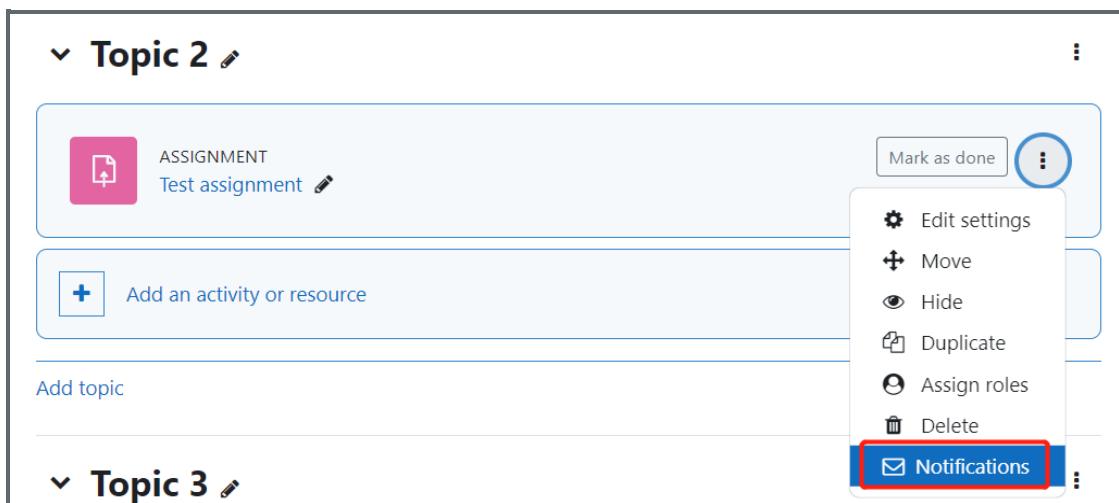 Topic 2
ASSIGNMENT
Mark as done
Test assignment
Edit settings
Move
Add an activity or resource
Hide
Duplicate
Add topic
Assign roles
Delete
Notifications
Topic 3